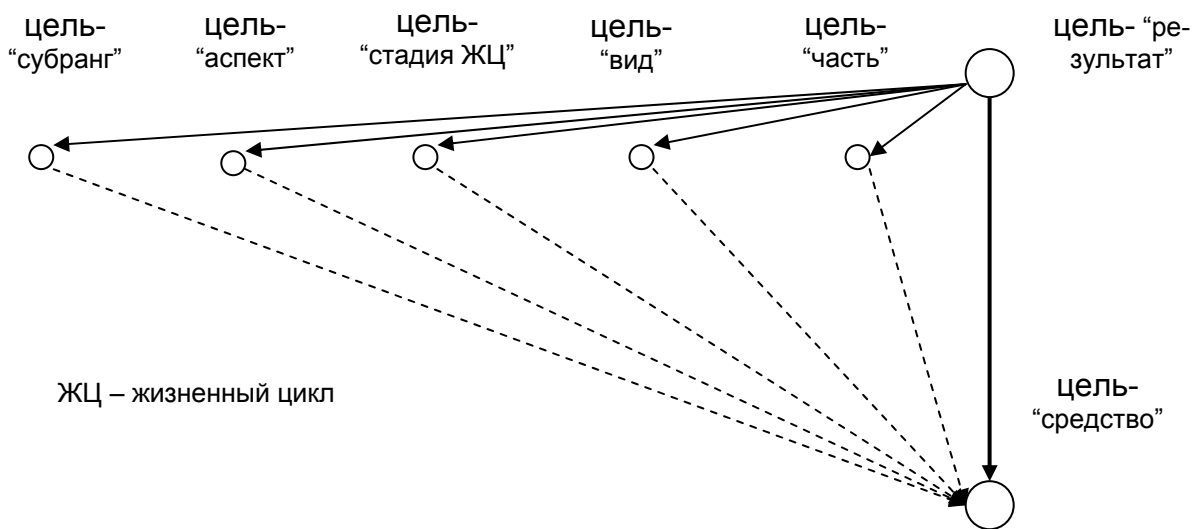 цель-
“субранг”
цель-
“аспект”
цель-
“стадия ЖЦ”
цель-
“вид”
цель-
“часть”
цель- “ре-
зультат”
ЖЦ – жизненный цикл
цель-
“средство”